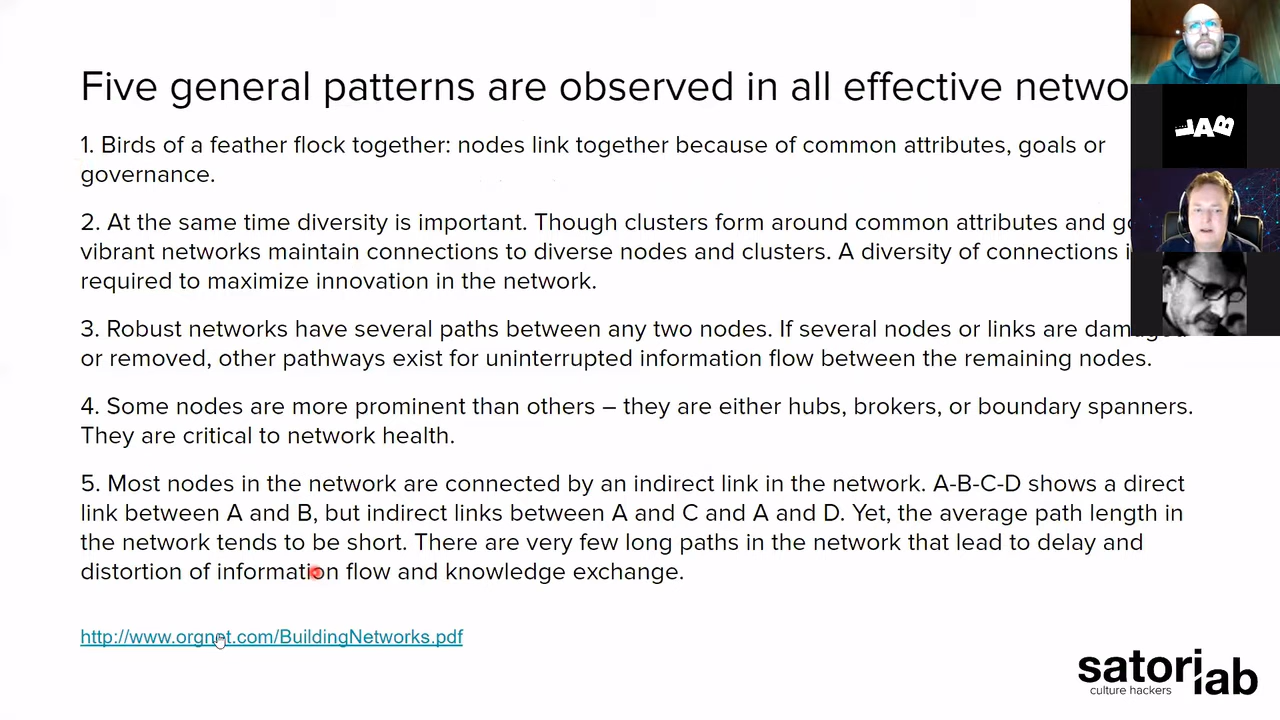 Five general patterns are observed in all effective netwo
1. Birds of a feather flock together: nodes link together because of common attributes, goals or
governance.
2. At the same time diversity is important. Though clusters form around common attributes and go
vibrant networks maintain connections to diverse nodes and clusters. A diversity of connections i
required to maximize innovation in the network.
3. Robust networks have several paths between any two nodes. If several nodes or links are damaged
or removed, other pathways exist for uninterrupted information flow between the remaining nodes.
4. Some nodes are more prominent than others – they are either hubs, brokers, or boundary spanners.
They are critical to network health.
5. Most nodes in the network are connected by an indirect link in the network. A-B-C-D shows a direct
link between A and B, but indirect links between A and C and A and D. Yet, the average path length in
the network tends to be short. There are very few long paths in the network that lead to delay and
distortion of information flow and knowledge exchange.
http://www.orgnet.com/BuildingNetworks.pdf
satori lab
culture hackers
LAB